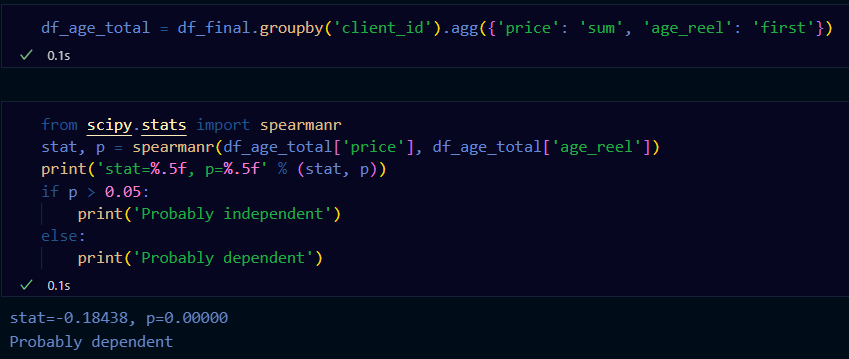 df_age_total = df_final.groupby('client_id').agg({'price': 'sum', 'age_reel': 'first'})
✓ 0.1s
from scipy.stats import spearmanr
stat, p = spearmanr(df_age_total['price'], df_age_total['age_reel'])
print('stat=%.5f, p=%.5f' % (stat, p))
if p > 0.05:
    print('Probably independent')
else:
    print('Probably dependent')
✓ 0.1s
stat=-0.18438, p=0.00000
Probably dependent